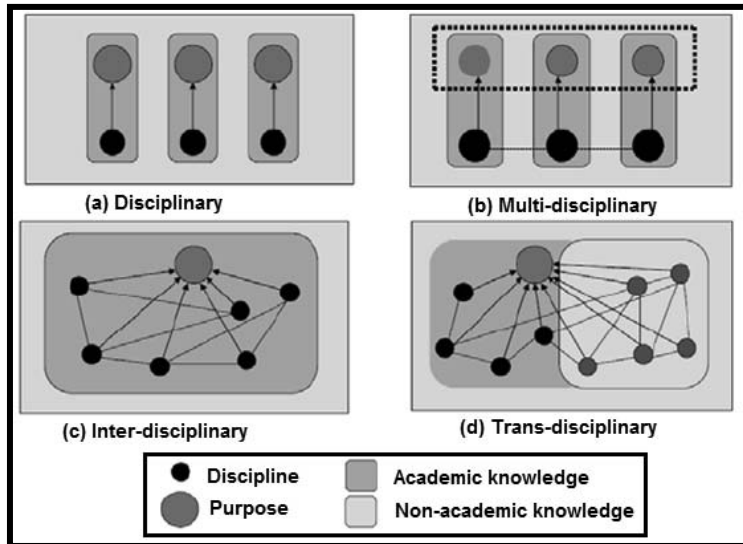 (a) Disciplinary
(b) Multi-disciplinary
(c) Inter-disciplinary
(d) Trans-disciplinary
Discipline
Academic knowledge
Purpose
Non-academic knowledge